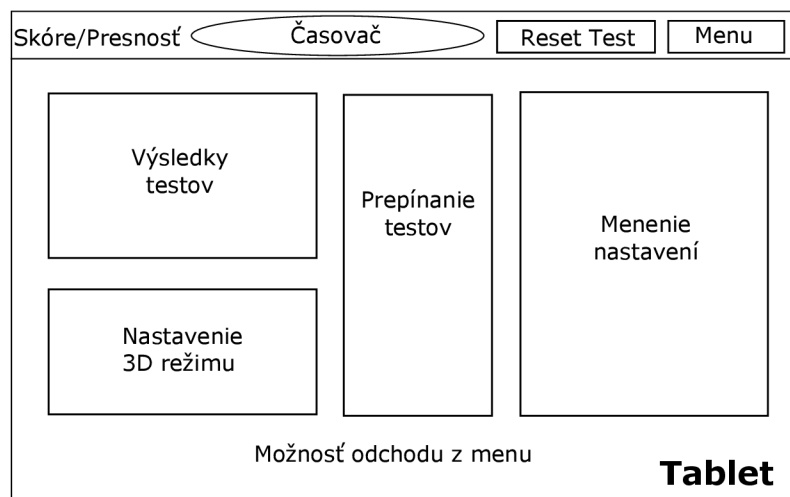 Skóre/Presnosť
Časovač
Reset Test
Menu
Výsledky
testov
Prepínanie
testov
Menenie
nastavení
Nastavenie
3D režimu
Možnosť odchodu z menu
Tablet